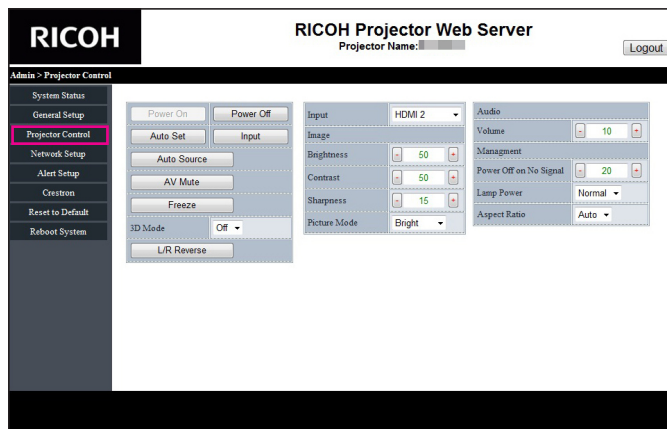 RICOH
RICOH Projector Web Server
Projector Name:
Logout
Admin > Projector Control
System Status
General Setup
Projector Control
Network Setup
Alert Setup
Crestron
Reset to Default
Reboot System
Power On
Power Off
Auto Set
Input
Auto Source
AV Mute
Freeze
3D Mode
Off
L/R Reverse
Input
HDMI 2
Image
Brightness
- 50 +
Contrast
- 50 +
Sharpness
- 15 +
Picture Mode
Bright
Audio
Volume
- 10 +
Managment
Power Off on No Signal
- 20 +
Lamp Power
Normal
Aspect Ratio
Auto